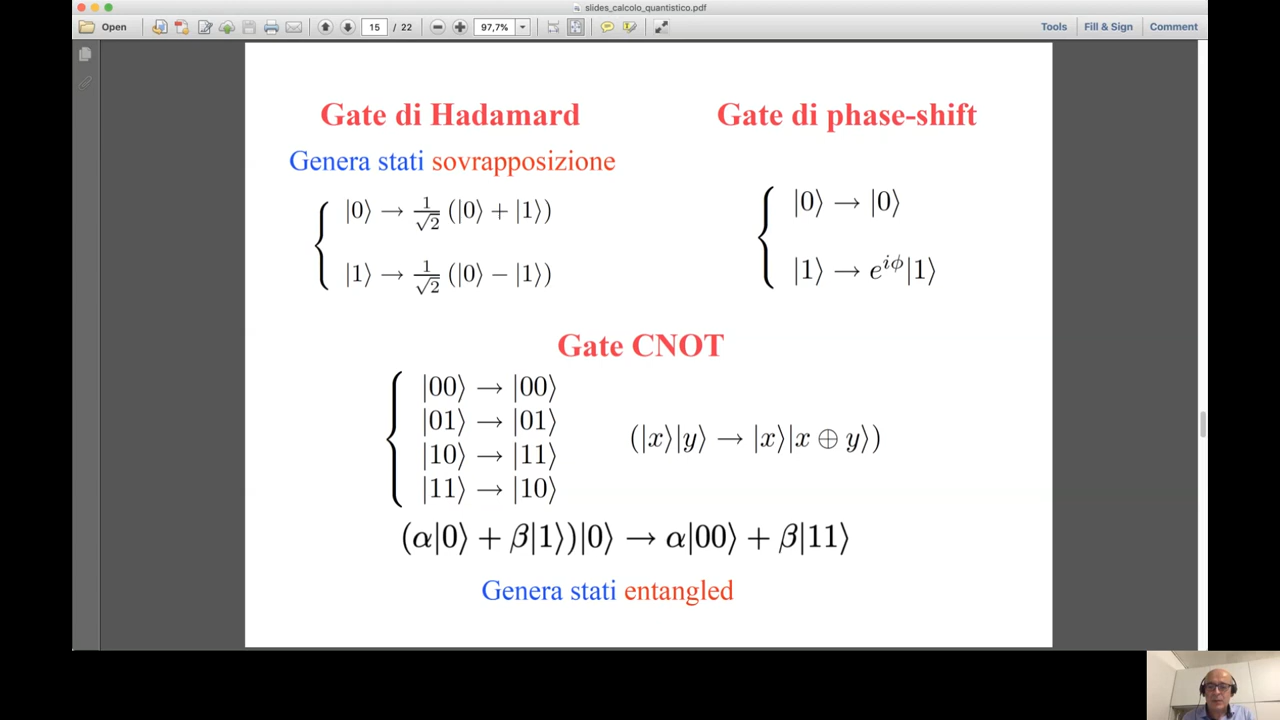 slides_calcolo_quantistico.pdf
Open
15 / 22
97,7%
Tools
Fill & Sign
Comment
Gate di Hadamard
Genera stati sovrapposizione
|0⟩ → 1/√2 (|0⟩ + |1⟩)
|1⟩ → 1/√2 (|0⟩ − |1⟩)
Gate di phase-shift
|0⟩ → |0⟩
|1⟩ → e^{iϕ}|1⟩
Gate CNOT
|00⟩ → |00⟩
|01⟩ → |01⟩
|10⟩ → |11⟩
|11⟩ → |10⟩
(|x⟩|y⟩ → |x⟩|x ⊕ y⟩)
(α|0⟩ + β|1⟩)|0⟩ → α|00⟩ + β|11⟩
Genera stati entangled